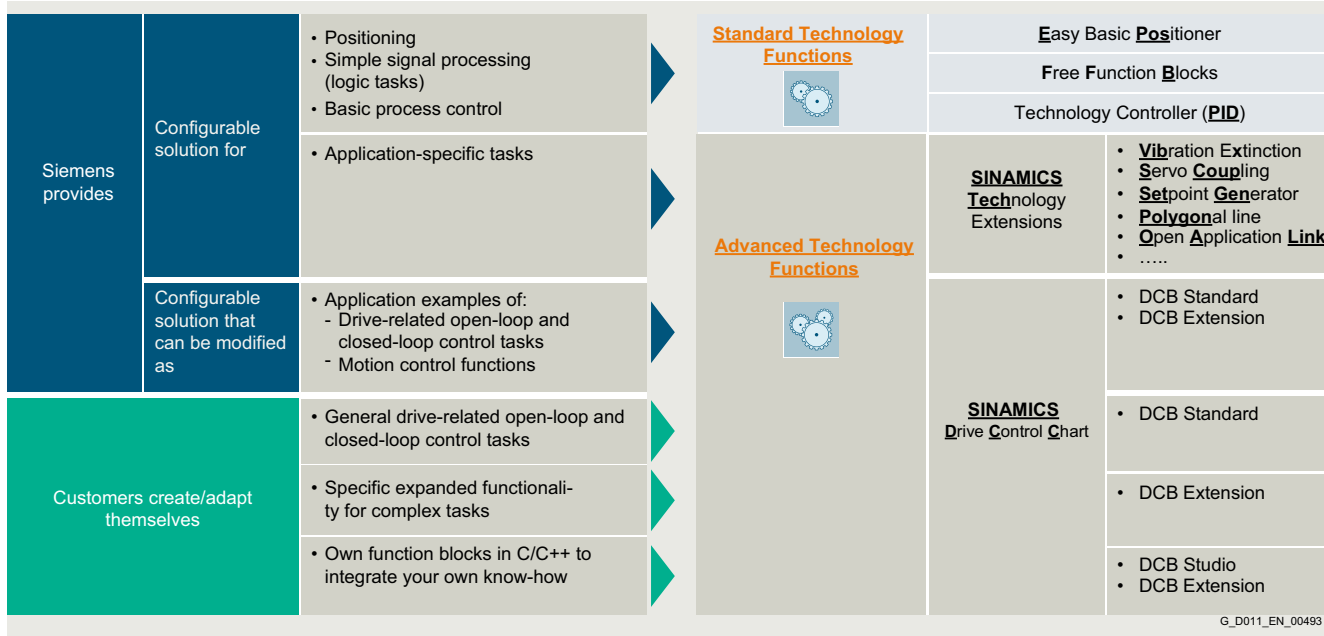 Siemens
provides
Configurable
solution for
• Positioning
• Simple signal processing
(logic tasks)
• Basic process control
• Application-specific tasks
Configurable
solution that
can be modified
as
• Application examples of:
- Drive-related open-loop and
closed-loop control tasks
- Motion control functions
Customers create/adapt
themselves
• General drive-related open-loop and
closed-loop control tasks
• Specific expanded functionali-
ty for complex tasks
• Own function blocks in C/C++ to
integrate your own know-how
Standard Technology
Functions
Easy Basic Positioner
Free Function Blocks
Technology Controller (PID)
Advanced Technology
Functions
SINAMICS
Technology
Extensions
• Vibration Extinction
• Servo Coupling
• Setpoint Generator
• Polygonal line
• Open Application Link
• .....
SINAMICS
Drive Control Chart
• DCB Standard
• DCB Extension
• DCB Standard
• DCB Extension
• DCB Studio
• DCB Extension
G_D011_EN_00493